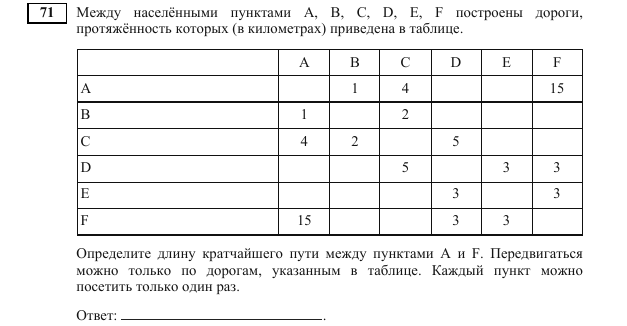 71 Между населёнными пунктами A, B, C, D, E, F построены дороги,
протяжённость которых (в километрах) приведена в таблице.
A B C D E F
A 1 4 15
B 1 2
C 4 2 5
D 5 3 3
E 3 3
F 15 3 3
Определите длину кратчайшего пути между пунктами A и F. Передвигаться
можно только по дорогам, указанным в таблице. Каждый пункт можно
посетить только один раз.
Ответ: ______________________.